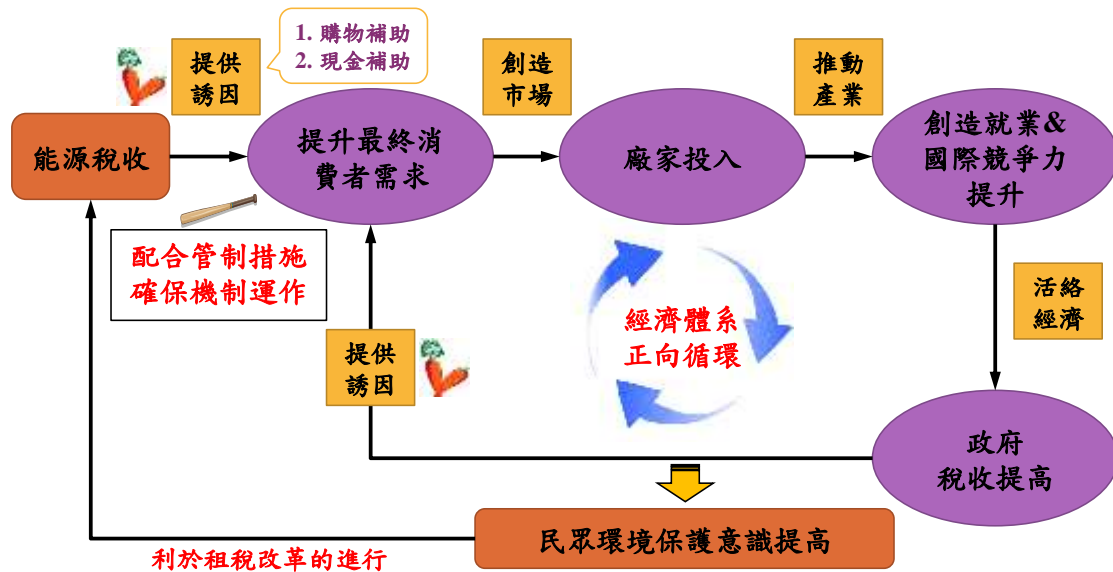 1. 購物補助
2. 現金補助
提供
誘因
創造
市場
推動
產業
能源稅收
提升最終消
費者需求
廠家投入
創造就業&
國際競爭力
提升
配合管制措施
確保機制運作
活絡
經濟
經濟體系
正向循環
提供
誘因
政府
稅收提高
民眾環境保護意識提高
利於租稅改革的進行